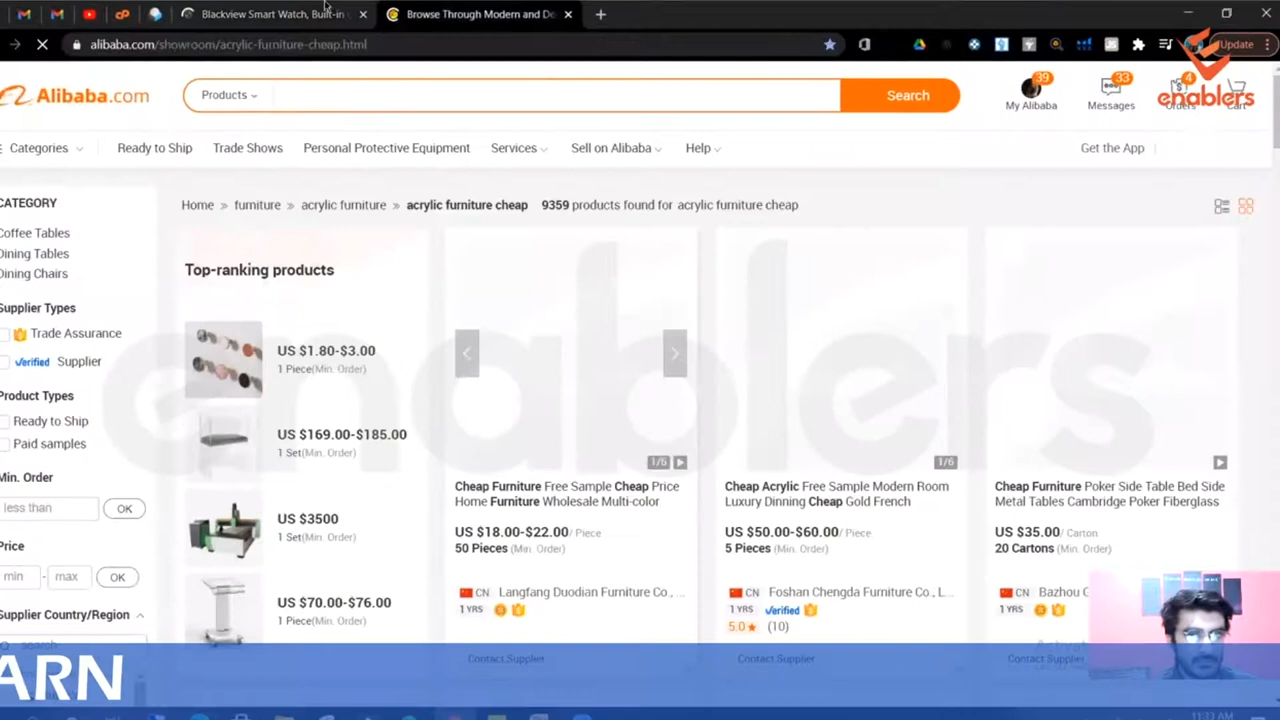 Blackview Smart Watch, Built-in
Browse Through Modern and De
alibaba.com/showroom/acrylic-furniture-cheap.html
Update
Alibaba.com
Products
Search
39
My Alibaba
33
Messages
4
Orders
Cart
enablers
Categories
Ready to Ship
Trade Shows
Personal Protective Equipment
Services
Sell on Alibaba
Help
Get the App
CATEGORY
Coffee Tables
Dining Tables
Dining Chairs
Supplier Types
Trade Assurance
Verified Supplier
Product Types
Ready to Ship
Paid samples
Min. Order
less than
OK
Price
min - max OK
Supplier Country/Region
search
Home » furniture » acrylic furniture » acrylic furniture cheap 9359 products found for acrylic furniture cheap
Top-ranking products
US $1.80-$3.00
1 Piece(Min. Order)
US $169.00-$185.00
1 Set(Min. Order)
US $3500
1 Set(Min. Order)
US $70.00-$76.00
1 Piece(Min. Order)
1/6
Cheap Furniture Free Sample Cheap Price
Home Furniture Wholesale Multi-color
US $18.00-$22.00/ Piece
50 Pieces (Min. Order)
CN Langfang Duodian Furniture Co., ...
1 YRS
Contact Supplier
1/6
Cheap Acrylic Free Sample Modern Room
Luxury Dinning Cheap Gold French
US $50.00-$60.00/ Piece
5 Pieces (Min. Order)
CN Foshan Chengda Furniture Co., L...
1 YRS Verified
5.0 (10)
Contact Supplier
Cheap Furniture Poker Side Table Bed Side
Metal Tables Cambridge Poker Fiberglass
US $35.00/ Carton
20 Cartons (Min. Order)
CN Bazhou G
1 YRS
Contact Supplier
enablers
ARN
11:33 AM